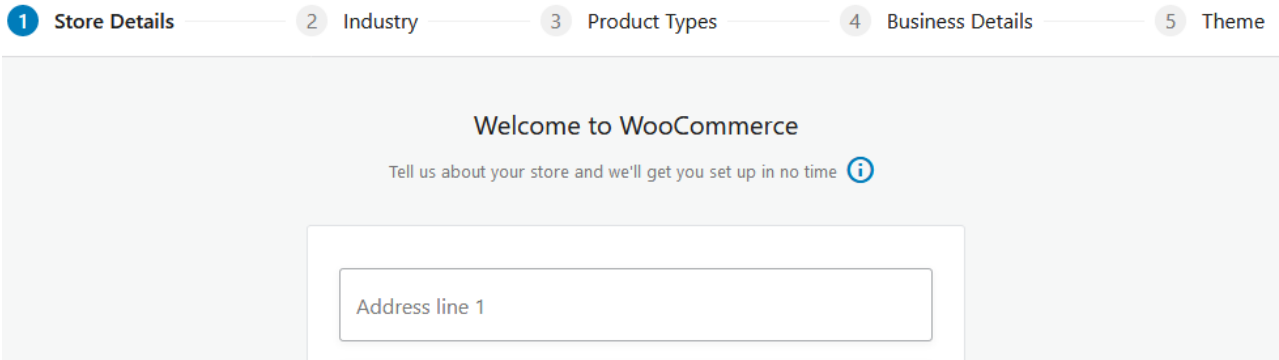 1 Store Details 2 Industry 3 Product Types 4 Business Details 5 Theme
Welcome to WooCommerce
Tell us about your store and we'll get you set up in no time
Address line 1